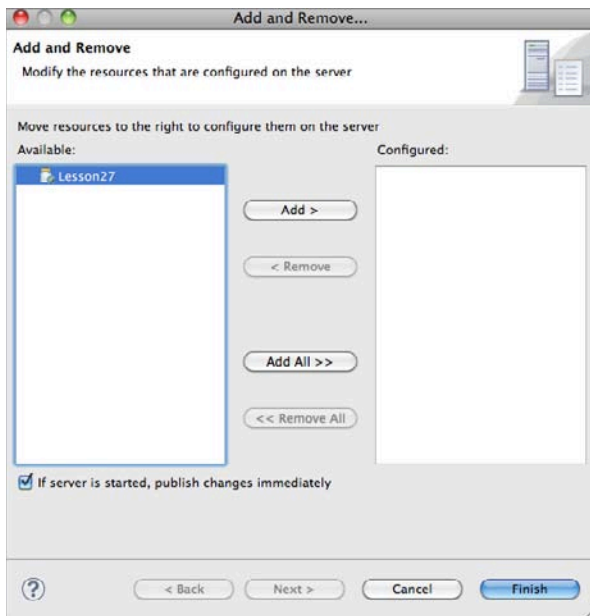 Add and Remove...
Add and Remove
Modify the resources that are configured on the server
Move resources to the right to configure them on the server
Available:
Configured:
Lesson27
Add >
< Remove
Add All >>
<< Remove All
If server is started, publish changes immediately
?
< Back
Next >
Cancel
Finish